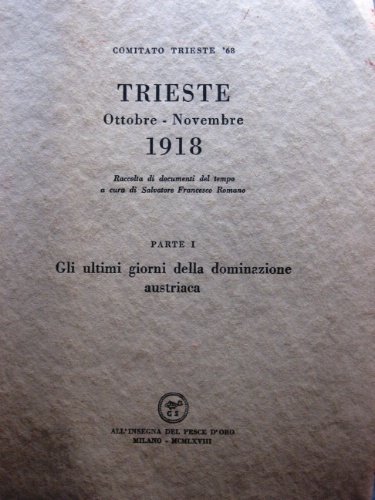 COMITATO TRIESTE '68
TRIESTE
Ottobre - Novembre
1918
Raccolta di documenti del tempo
a cura di Salvatore Francesco Romano
PARTE I
Gli ultimi giorni della dominazione
austriaca
G S
ALL'INSEGNA DEL PESCE D'ORO
MILANO - MCMLXVIII